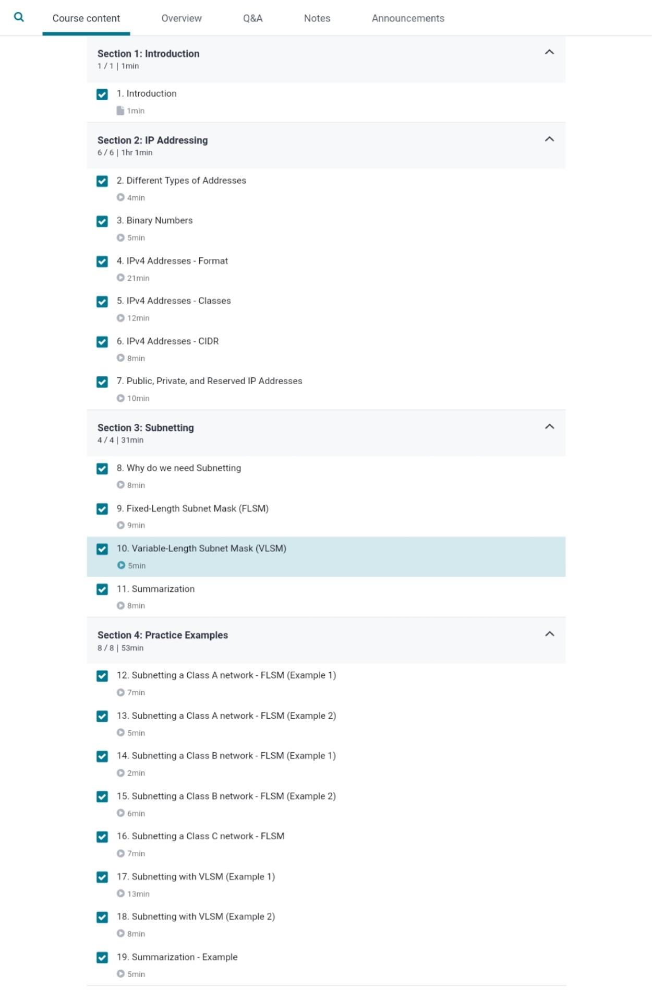 Course content Overview Q&A Notes Announcements
Section 1: Introduction
1 / 1 | 1min
1. Introduction
1min
Section 2: IP Addressing
6 / 6 | 1hr 1min
2. Different Types of Addresses
4min
3. Binary Numbers
5min
4. IPv4 Addresses - Format
21min
5. IPv4 Addresses - Classes
12min
6. IPv4 Addresses - CIDR
8min
7. Public, Private, and Reserved IP Addresses
10min
Section 3: Subnetting
4 / 4 | 31min
8. Why do we need Subnetting
8min
9. Fixed-Length Subnet Mask (FLSM)
9min
10. Variable-Length Subnet Mask (VLSM)
5min
11. Summarization
8min
Section 4: Practice Examples
8 / 8 | 53min
12. Subnetting a Class A network - FLSM (Example 1)
7min
13. Subnetting a Class A network - FLSM (Example 2)
5min
14. Subnetting a Class B network - FLSM (Example 1)
2min
15. Subnetting a Class B network - FLSM (Example 2)
6min
16. Subnetting a Class C network - FLSM
7min
17. Subnetting with VLSM (Example 1)
13min
18. Subnetting with VLSM (Example 2)
8min
19. Summarization - Example
5min